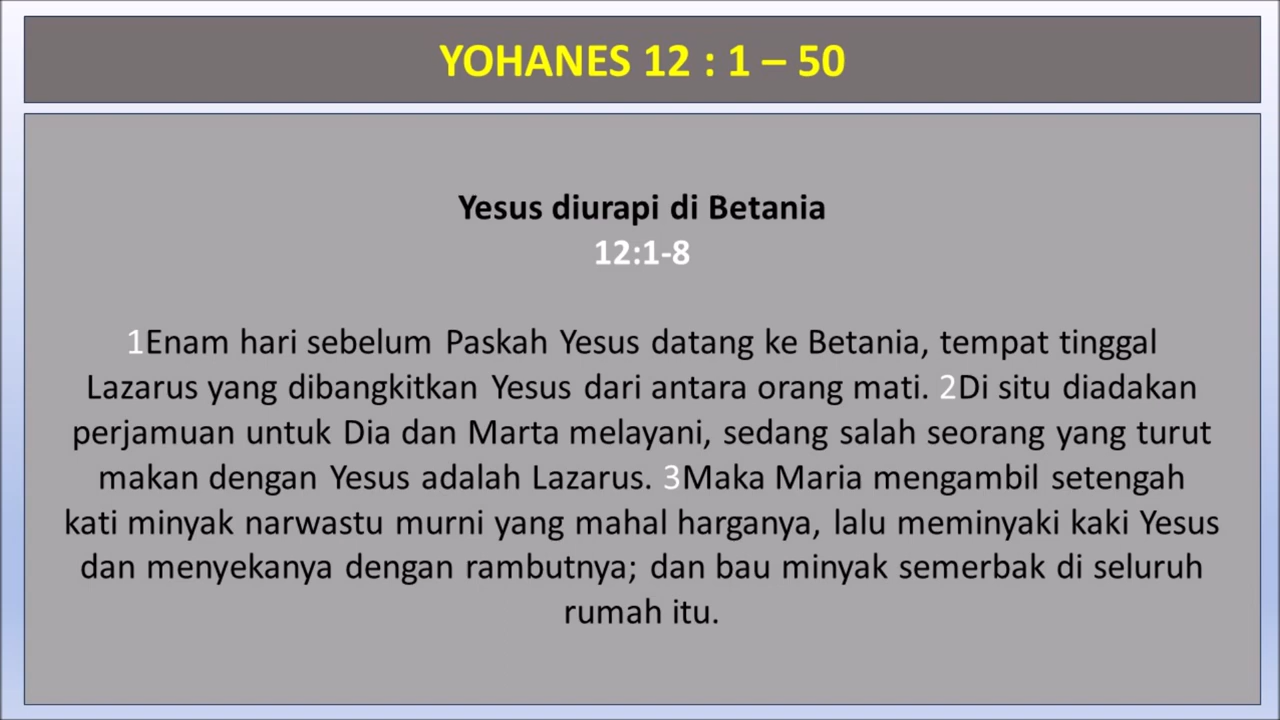 YOHANES 12 : 1 – 50
Yesus diurapi di Betania
12:1-8
1Enam hari sebelum Paskah Yesus datang ke Betania, tempat tinggal
Lazarus yang dibangkitkan Yesus dari antara orang mati. 2Di situ diadakan
perjamuan untuk Dia dan Marta melayani, sedang salah seorang yang turut
makan dengan Yesus adalah Lazarus. 3Maka Maria mengambil setengah
kati minyak narwastu murni yang mahal harganya, lalu meminyaki kaki Yesus
dan menyekanya dengan rambutnya; dan bau minyak semerbak di seluruh
rumah itu.